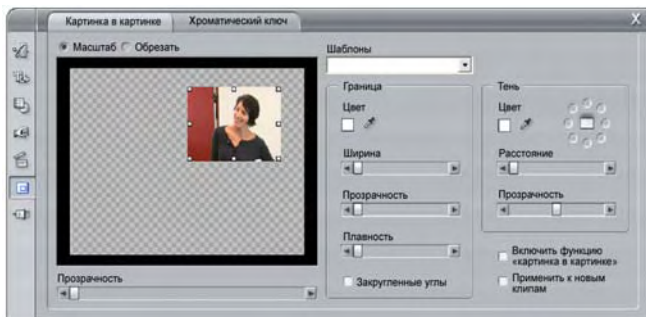 Картинка в картинке
Хроматический ключ
X
Масштаб
Обрезать
Прозрачность
Шаблоны
Граница
Цвет
Ширина
Прозрачность
Плавность
Закругленные углы
Тень
Цвет
Расстояние
Прозрачность
Включить функцию
«картинка в картинке»
Применить к новым
клипам